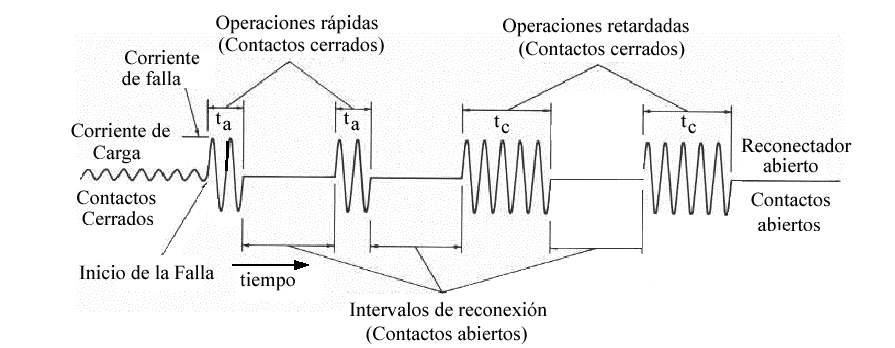 Operaciones rápidas
(Contactos cerrados)
Operaciones retardadas
(Contactos cerrados)
Corriente
de falla
ta
ta
tc
tc
Corriente de
Carga
Contactos
Cerrados
Reconectador
abierto
Contactos
abiertos
Inicio de la Falla
tiempo
Intervalos de reconexión
(Contactos abiertos)